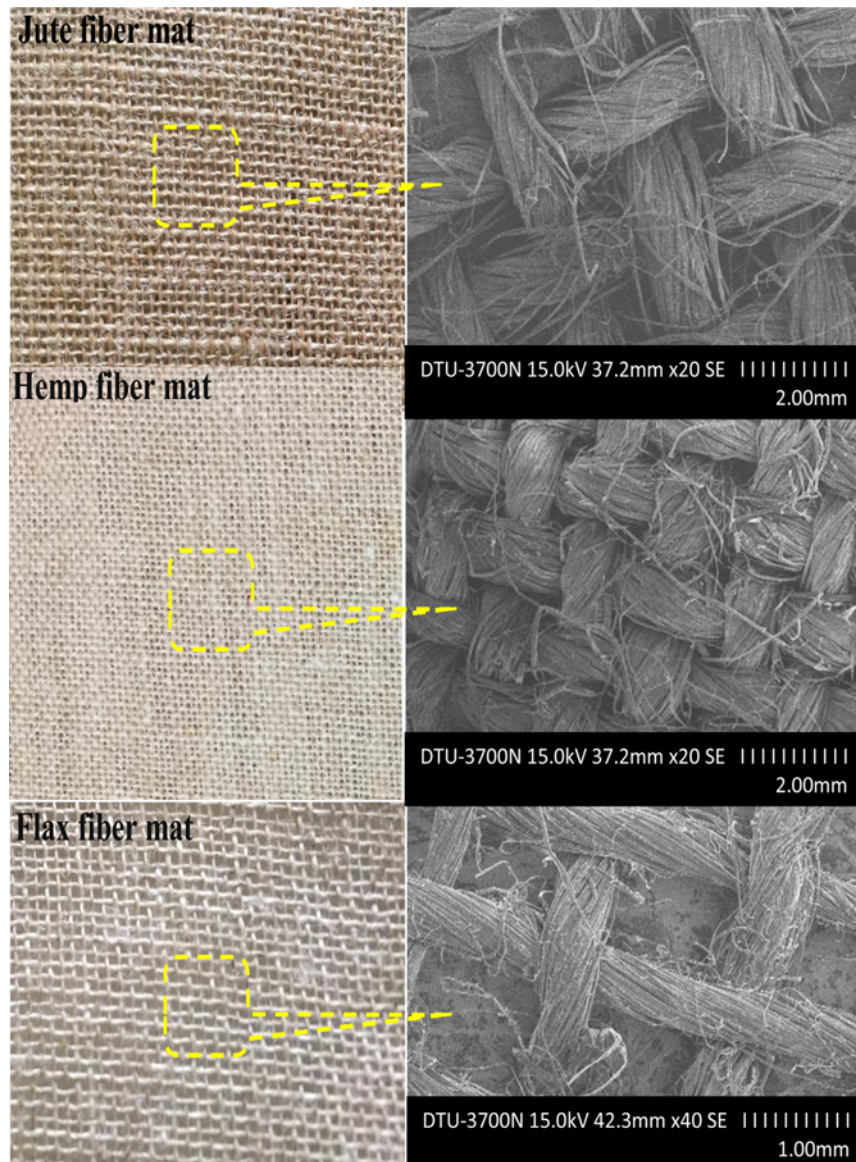 Jute fiber mat
DTU-3700N 15.0kV 37.2mm x20 SE
2.00mm
Hemp fiber mat
DTU-3700N 15.0kV 37.2mm x20 SE
2.00mm
Flax fiber mat
DTU-3700N 15.0kV 42.3mm x40 SE
1.00mm